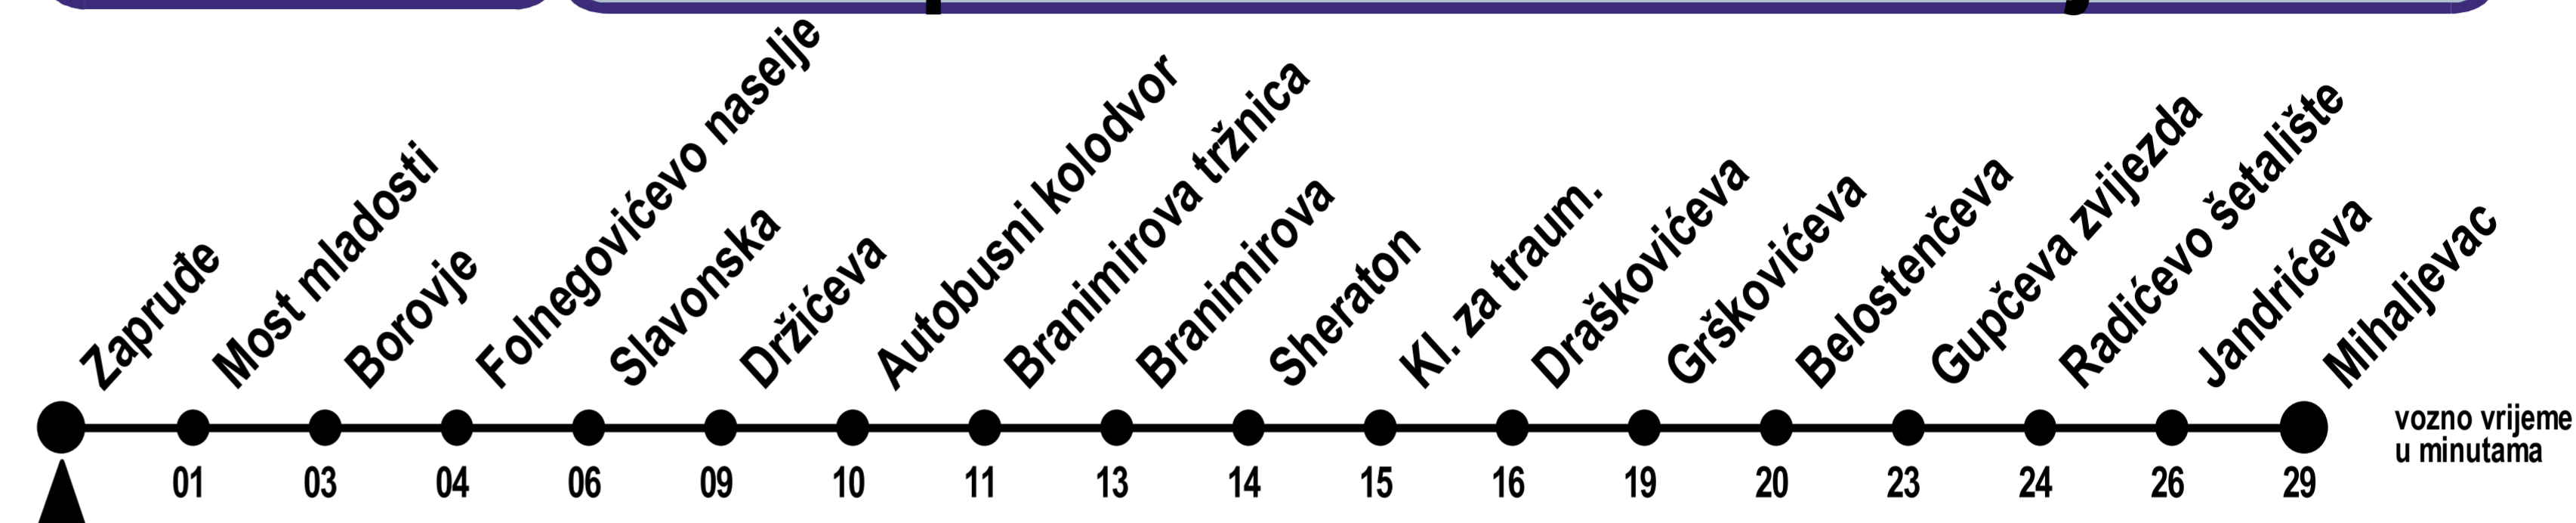 Zapruđe
Most mladosti
Borovje
Folnegovićevo naselje
Slavonska
Držićeva
Autobusni kolodvor
Branimirova tržnica
Branimirova
Sheraton
Kl. za traum.
Draškovićeva
Grškovićeva
Belostenčeva
Gupčeva zvijezda
Radićevo šetalište
Jandrićeva
Mihaljevac
01 03 04 06 09 10 11 13 14 15 16 19 20 23 24 26 29
vozno vrijeme
u minutama